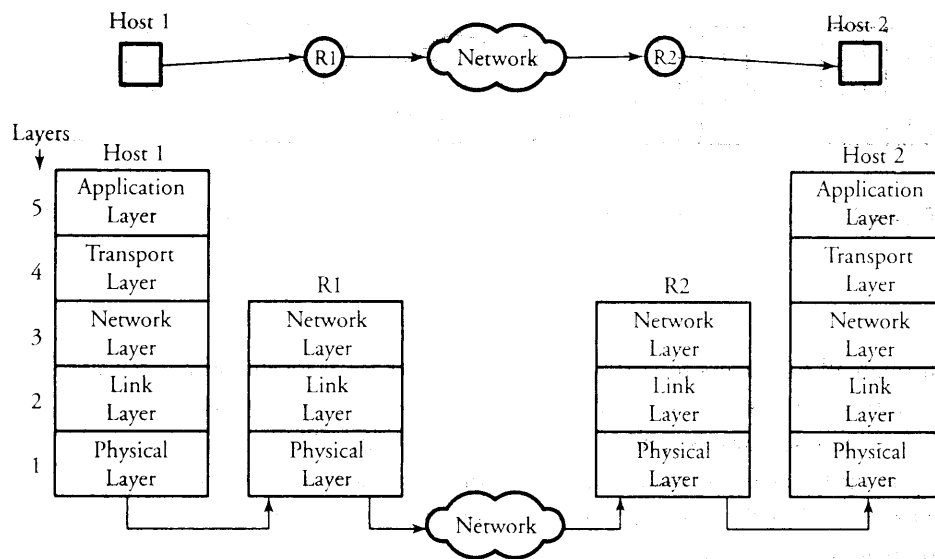 Host 1
Host 2
R1
Network
R2
Layers
Host 1
Host 2
5
Application
Layer
Application
Layer
4
Transport
Layer
Transport
Layer
R1
R2
3
Network
Layer
Network
Layer
Network
Layer
Network
Layer
2
Link
Layer
Link
Layer
Link
Layer
Link
Layer
1
Physical
Layer
Physical
Layer
Physical
Layer
Physical
Layer
Network